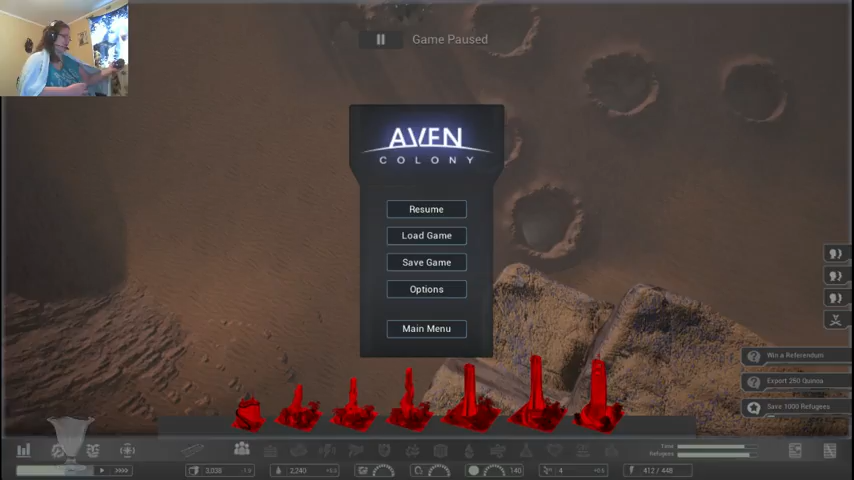 Game Paused
AVEN
COLONY
Resume
Load Game
Save Game
Options
Main Menu
Win a Referendum
Export 250 Quinoa
Save 1000 Refugees
Time
Refugees
3,038
2,240
140
4
412 / 448